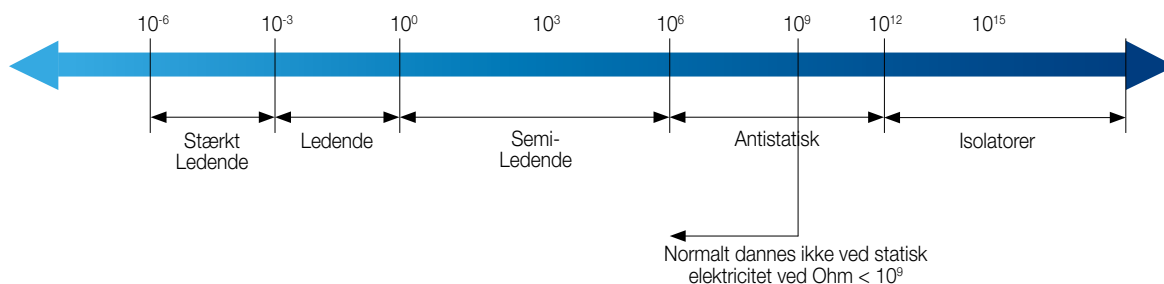 10⁻⁶ 10⁻³ 10⁰ 10³ 10⁶ 10⁹ 10¹² 10¹⁵
Stærkt
Ledende
Ledende
Semi-
Ledende
Antistatisk
Isolatorer
Normalt dannes ikke ved statisk
elektricitet ved Ohm < 10⁹